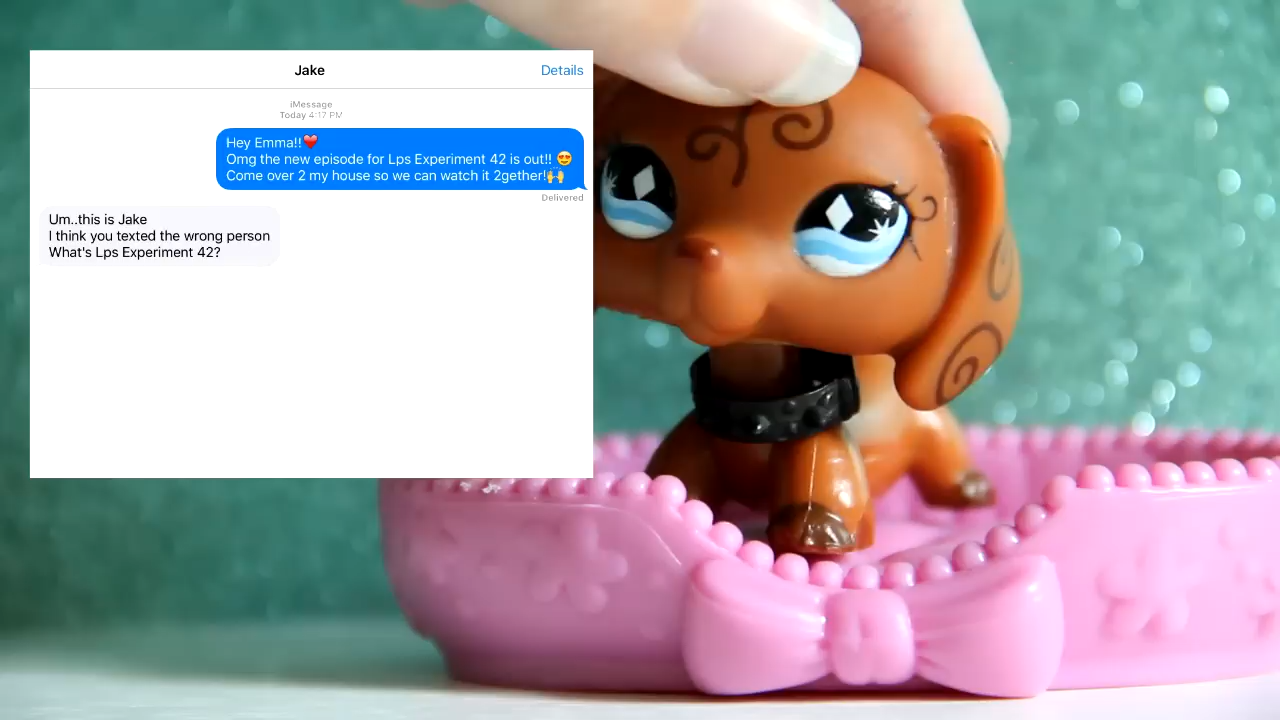 Jake
Details
iMessage
Today 4:17 PM
Hey Emma!!❤️
Omg the new episode for Lps Experiment 42 is out!! 😍
Come over 2 my house so we can watch it 2gether!🙌
Delivered
Um..this is Jake
I think you texted the wrong person
What's Lps Experiment 42?